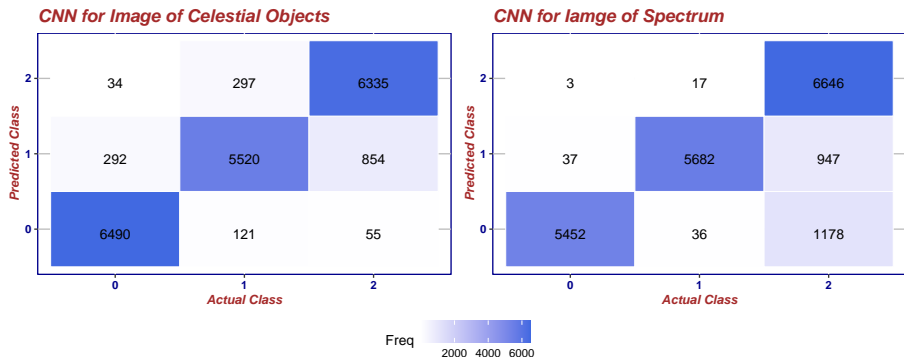 CNN for Image of Celestial Objects
Predicted Class
2
34 297 6335
1
292 5520 854
0
6490 121 55
0 1 2
Actual Class
CNN for Iamge of Spectrum
Predicted Class
2
3 17 6646
1
37 5682 947
0
5452 36 1178
0 1 2
Actual Class
Freq
2000 4000 6000